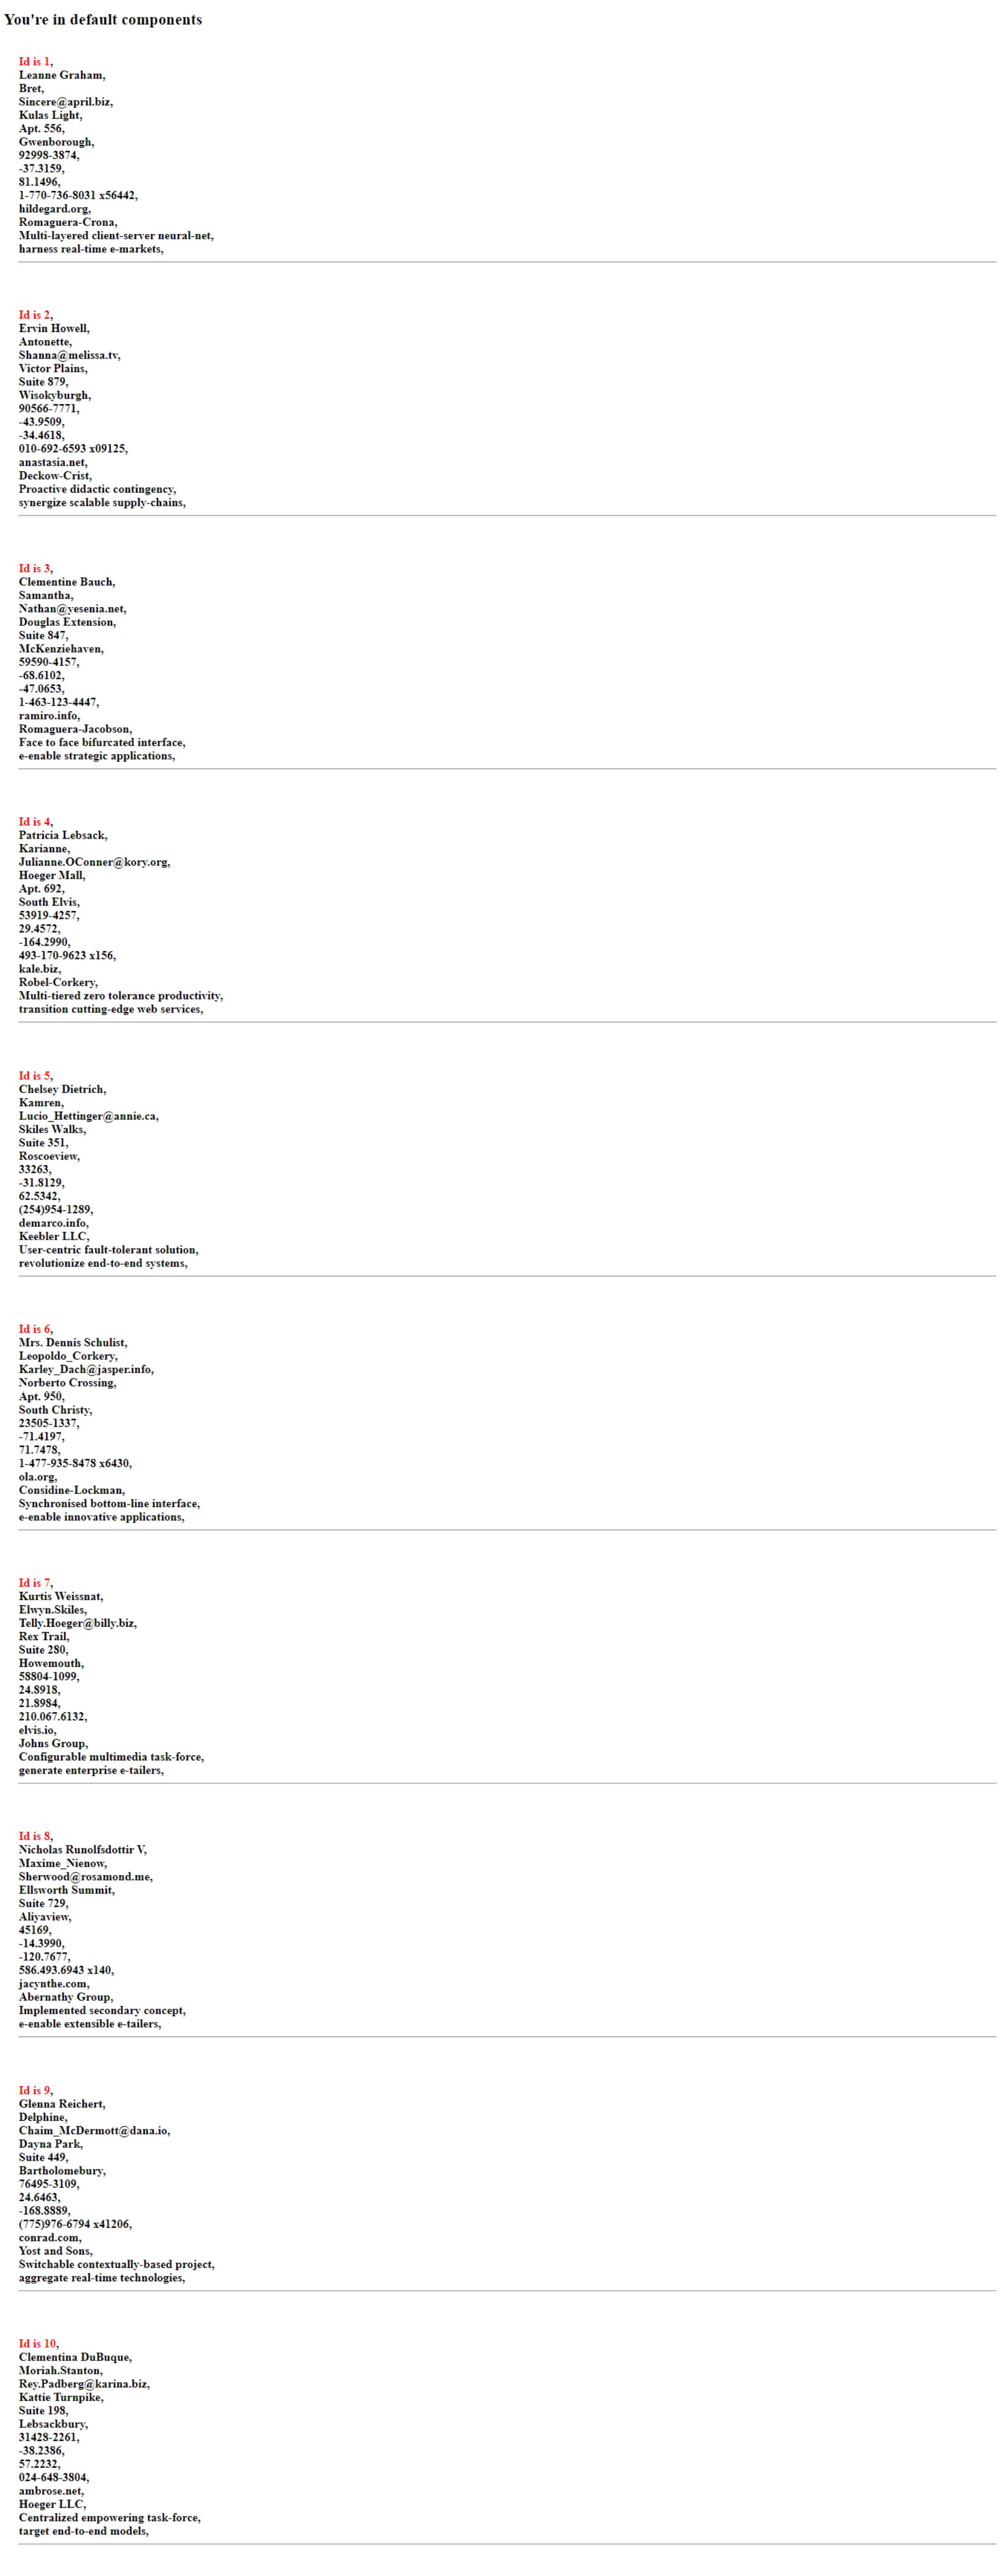 You're in default components
Id is 1,
Leanne Graham,
Bret,
Sincere@april.biz,
Kulas Light,
Apt. 556,
Gwenborough,
92998-3874,
-37.3159,
81.1496,
1-770-736-8031 x56442,
hildegard.org,
Romaguera-Crona,
Multi-layered client-server neural-net,
harness real-time e-markets,
Id is 2,
Ervin Howell,
Antonette,
Shanna@melissa.tv,
Victor Plains,
Suite 879,
Wisokyburgh,
90566-7771,
-43.9509,
-34.4618,
010-692-6593 x09125,
anastasia.net,
Deckow-Crist,
Proactive didactic contingency,
synergize scalable supply-chains,
Id is 3,
Clementine Bauch,
Samantha,
Nathan@yesenia.net,
Douglas Extension,
Suite 847,
McKenziehaven,
59590-4157,
-68.6102,
-47.0653,
1-463-123-4447,
ramiro.info,
Romaguera-Jacobson,
Face to face bifurcated interface,
e-enable strategic applications,
Id is 4,
Patricia Lebsack,
Karianne,
Julianne.OConner@kory.org,
Hoeger Mall,
Apt. 692,
South Elvis,
53919-4257,
29.4572,
-164.2990,
493-170-9623 x156,
kale.biz,
Robel-Corkery,
Multi-tiered zero tolerance productivity,
transition cutting-edge web services,
Id is 5,
Chelsey Dietrich,
Kamren,
Lucio_Hettinger@annie.ca,
Skiles Walks,
Suite 351,
Roscoeview,
33263,
-31.8129,
62.5342,
(254)954-1289,
demarco.info,
Keebler LLC,
User-centric fault-tolerant solution,
revolutionize end-to-end systems,
Id is 6,
Mrs. Dennis Schulist,
Leopoldo_Corkery,
Karley_Dach@jasper.info,
Norberto Crossing,
Apt. 950,
South Christy,
23505-1337,
-71.4197,
71.7478,
1-477-935-8478 x6430,
ola.org,
Considine-Lockman,
Synchronised bottom-line interface,
e-enable innovative applications,
Id is 7,
Kurtis Weissnat,
Elwyn.Skiles,
Telly.Hoeger@billy.biz,
Rex Trail,
Suite 280,
Howemouth,
58804-1099,
24.8918,
21.8984,
210.067.6132,
elvis.io,
Johns Group,
Configurable multimedia task-force,
generate enterprise e-tailers,
Id is 8,
Nicholas Runolfsdottir V,
Maxime_Nienow,
Sherwood@rosamond.me,
Ellsworth Summit,
Suite 729,
Aliyaview,
45169,
-14.3990,
-120.7677,
586.493.6943 x140,
jacynthe.com,
Abernathy Group,
Implemented secondary concept,
e-enable extensible e-tailers,
Id is 9,
Glenna Reichert,
Delphine,
Chaim_McDermott@dana.io,
Dayna Park,
Suite 449,
Bartholomebury,
76495-3109,
24.6463,
-168.8889,
(775)976-6794 x41206,
conrad.com,
Yost and Sons,
Switchable contextually-based project,
aggregate real-time technologies,
Id is 10,
Clementina DuBuque,
Moriah.Stanton,
Rey.Padberg@karina.biz,
Kattie Turnpike,
Suite 198,
Lebsackbury,
31428-2261,
-38.2386,
57.2232,
024-648-3804,
ambrose.net,
Hoeger LLC,
Centralized empowering task-force,
target end-to-end models,